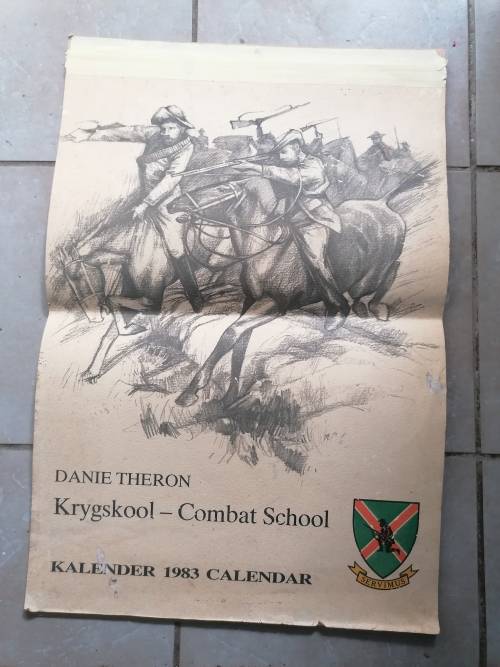 DANIE THERON
Krygskool – Combat School
KALENDER 1983 CALENDAR
SERVIMUS